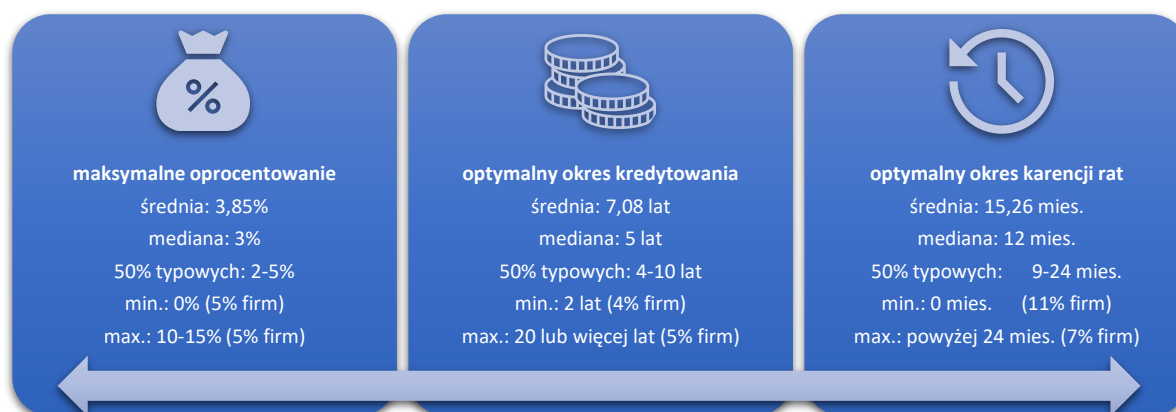 %
maksymalne oprocentowanie
średnia: 3,85%
mediana: 3%
50% typowych: 2-5%
min.: 0% (5% firm)
max.: 10-15% (5% firm)
optymalny okres kredytowania
średnia: 7,08 lat
mediana: 5 lat
50% typowych: 4-10 lat
min.: 2 lat (4% firm)
max.: 20 lub więcej lat (5% firm)
optymalny okres karencji rat
średnia: 15,26 mies.
mediana: 12 mies.
50% typowych: 9-24 mies.
min.: 0 mies. (11% firm)
max.: powyżej 24 mies. (7% firm)